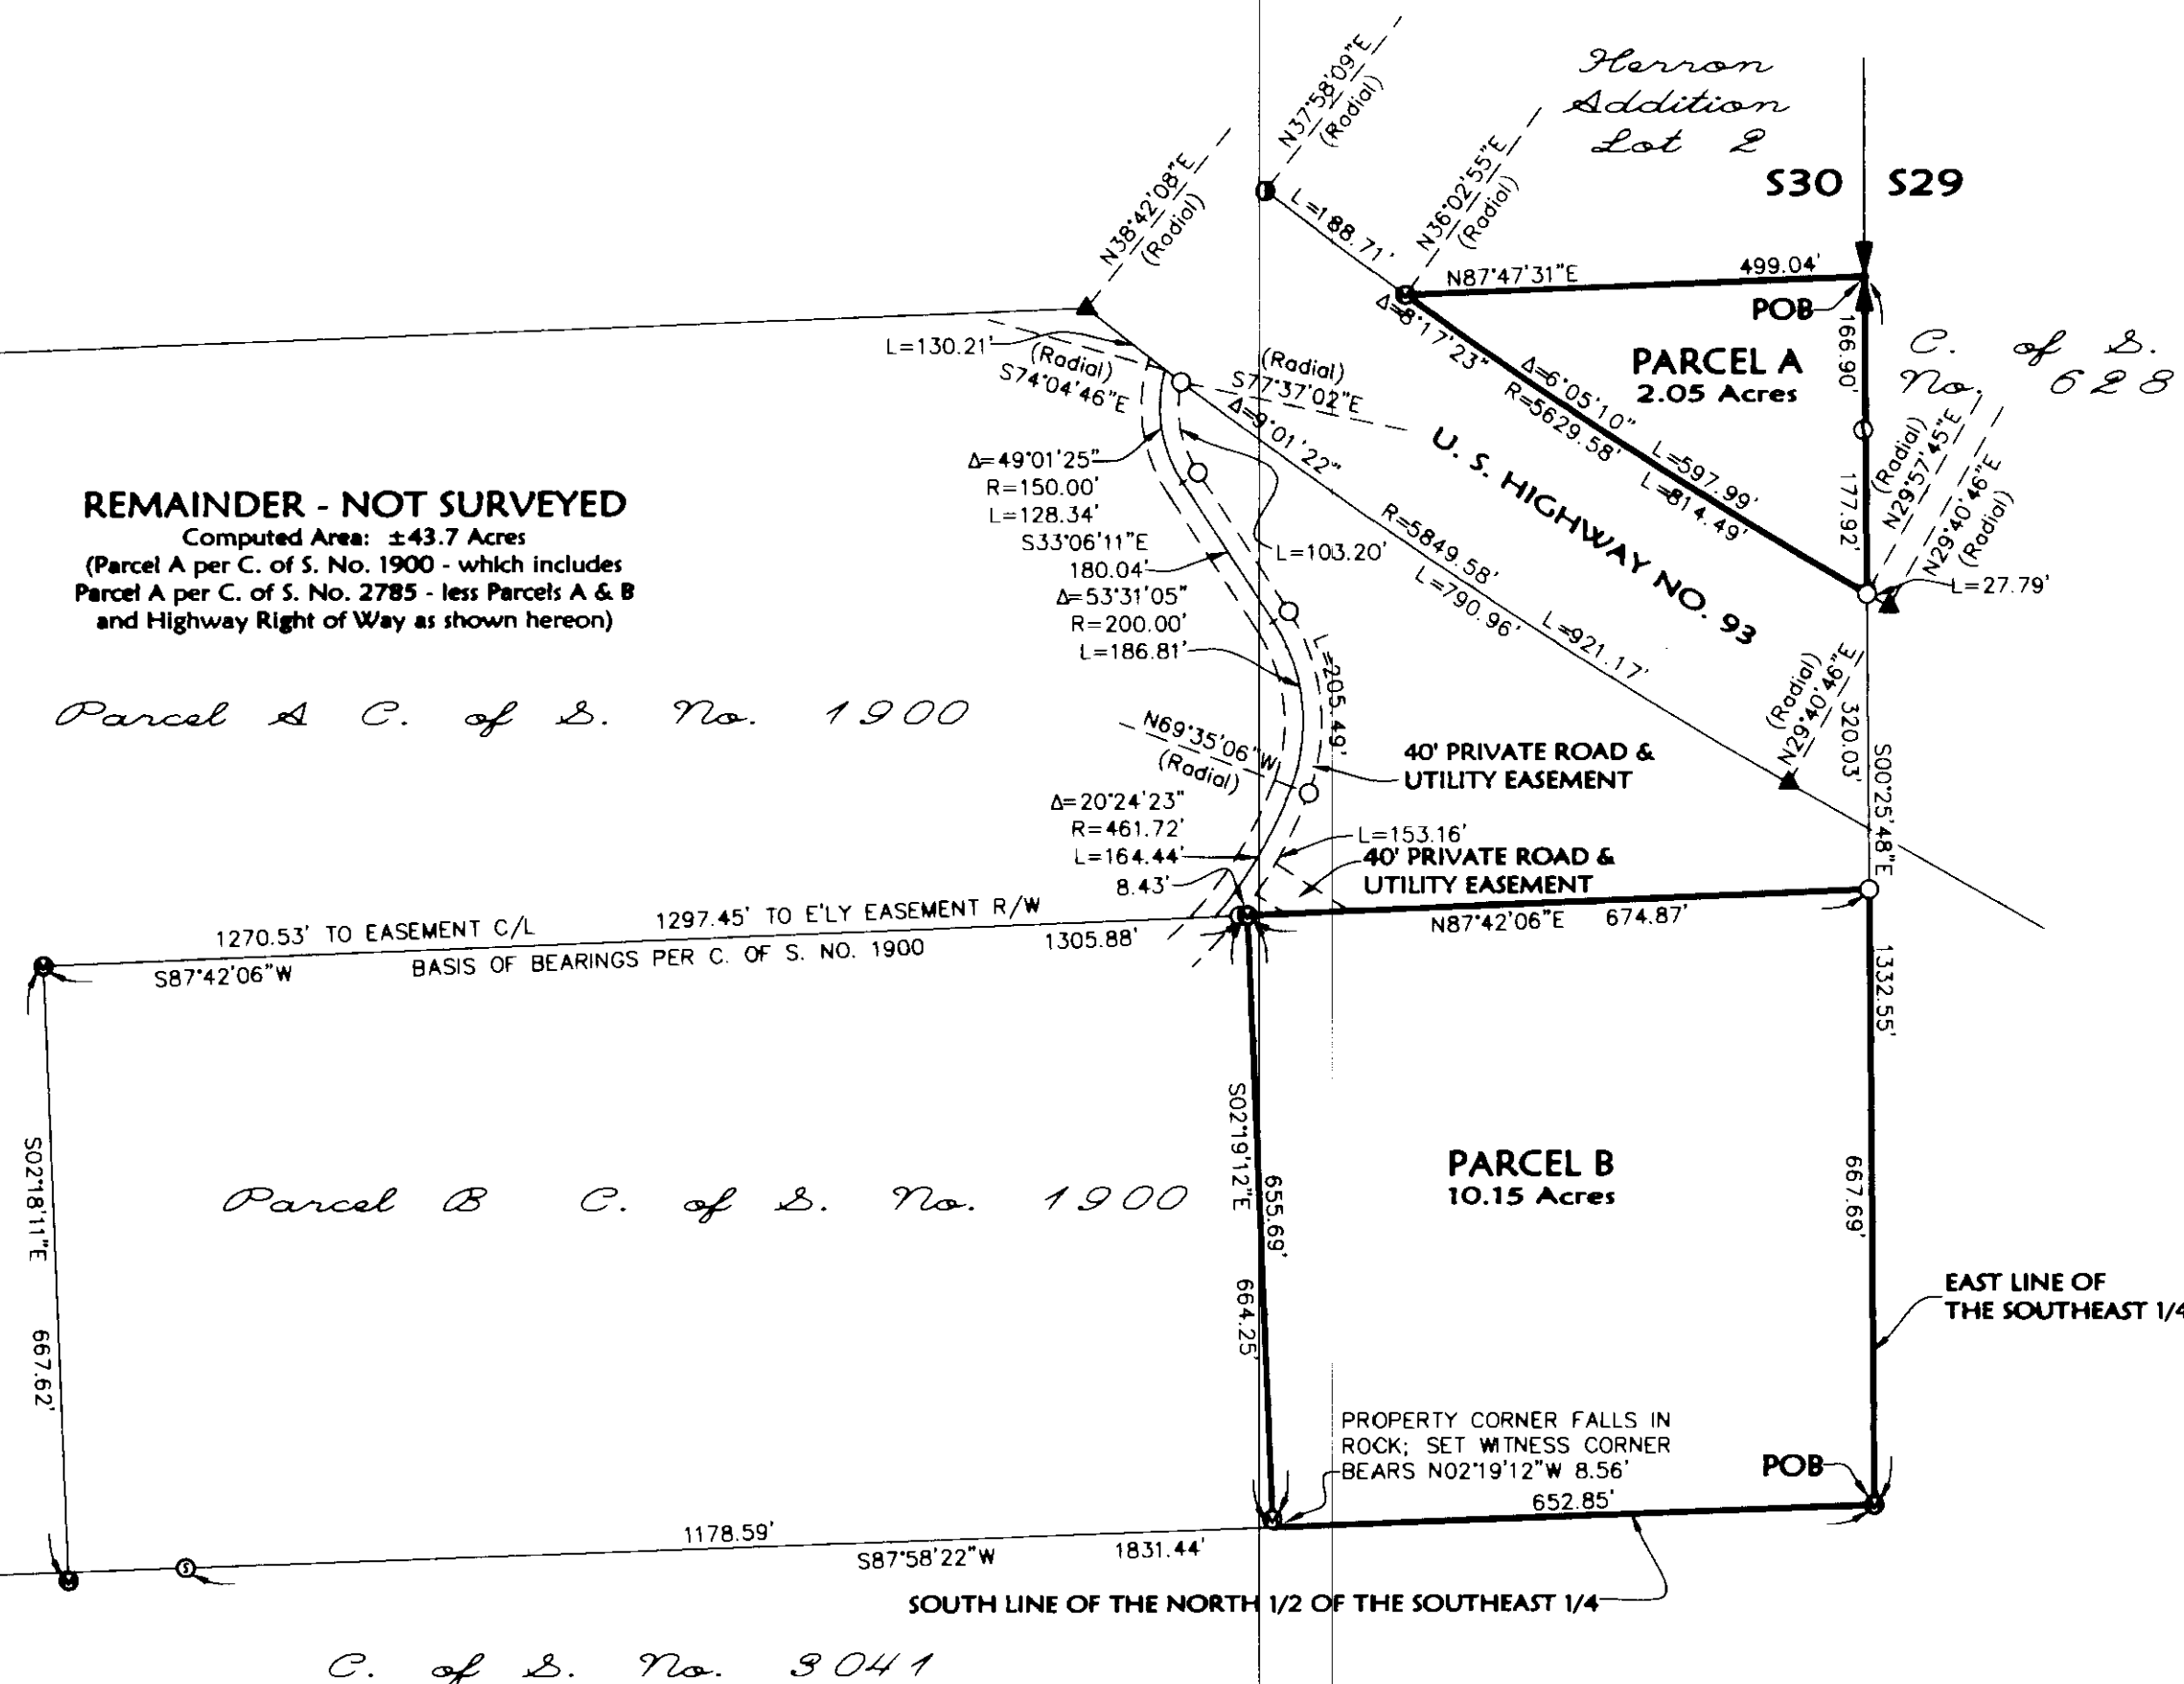 Herron
Addition
Lot 2
S30
S29
N37°58'09"E
(Radial)
N38°42'08"E
(Radial)
N36°02'55"E
(Radial)
L=188.71'
N87°47'31"E
499.04'
POB
166.90'
C. of S.
No. 628
PARCEL A
2.05 Acres
Δ=8°17'23"
Δ=6°05'10"
R=5629.58'
L=597.99'
L=814.49'
177.92'
(Radial)
N29°57'45"E
N29°40'46"E
(Radial)
L=27.79'
L=130.21'
(Radial)
S74°04'46"E
(Radial)
S77°37'02"E
Δ=9°01'22"
U. S. HIGHWAY NO. 93
R=5849.58'
L=790.96'
L=921.17'
Δ=49°01'25"
R=150.00'
L=128.34'
S33°06'11"E
180.04'
Δ=53°31'05"
R=200.00'
L=186.81'
L=103.20'
L=205.49'
REMAINDER - NOT SURVEYED
Computed Area: ±43.7 Acres
(Parcel A per C. of S. No. 1900 - which includes
Parcel A per C. of S. No. 2785 - less Parcels A & B
and Highway Right of Way as shown hereon)
Parcel A C. of S. No. 1900
N69°35'06"W
(Radial)
40' PRIVATE ROAD &
UTILITY EASEMENT
(Radial)
N29°40'46"E
320.03'
S00°25'48"E
Δ=20°24'23"
R=461.72'
L=164.44'
8.43'
L=153.16'
40' PRIVATE ROAD &
UTILITY EASEMENT
N87°42'06"E 674.87'
1270.53' TO EASEMENT C/L
1297.45' TO E'LY EASEMENT R/W
1305.88'
S87°42'06"W
BASIS OF BEARINGS PER C. OF S. NO. 1900
1332.55'
S02°18'11"E
667.62'
Parcel B C. of S. No. 1900
S02°19'12"E
655.69'
664.25'
PARCEL B
10.15 Acres
667.69'
EAST LINE OF
THE SOUTHEAST 1/4
PROPERTY CORNER FALLS IN
ROCK; SET WITNESS CORNER
BEARS N02°19'12"W 8.56'
POB
652.85'
1178.59'
S87°58'22"W
1831.44'
SOUTH LINE OF THE NORTH 1/2 OF THE SOUTHEAST 1/4
C. of S. No. 3041